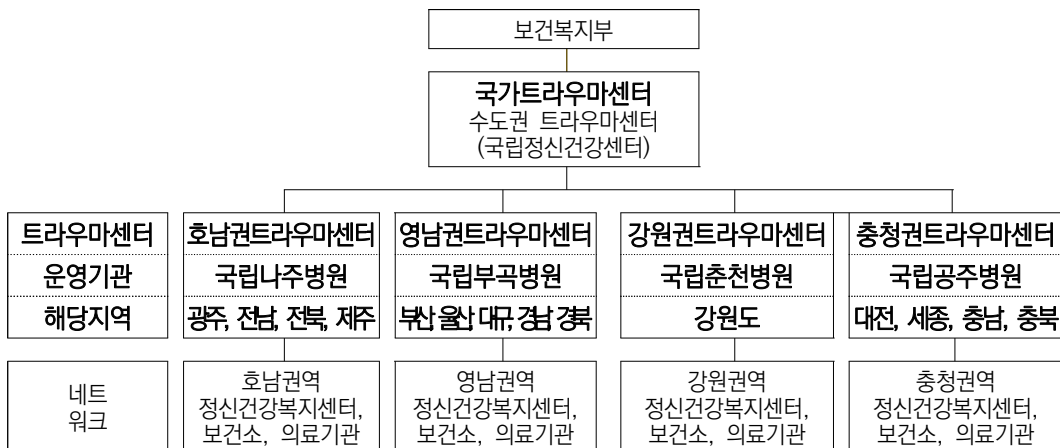 보건복지부
국가트라우마센터
수도권 트라우마센터
(국립정신건강센터)
트라우마센터 호남권트라우마센터 영남권트라우마센터 강원권트라우마센터 충청권트라우마센터
운영기관 국립나주병원 국립부곡병원 국립춘천병원 국립공주병원
해당지역 광주, 전남, 전북, 제주 부산, 울산, 대구, 경남, 경북 강원도 대전, 세종, 충남, 충북
네트 호남권역 영남권역 강원권역 충청권역
워크 정신건강복지센터, 정신건강복지센터, 정신건강복지센터, 정신건강복지센터,
보건소, 의료기관 보건소, 의료기관 보건소, 의료기관 보건소, 의료기관